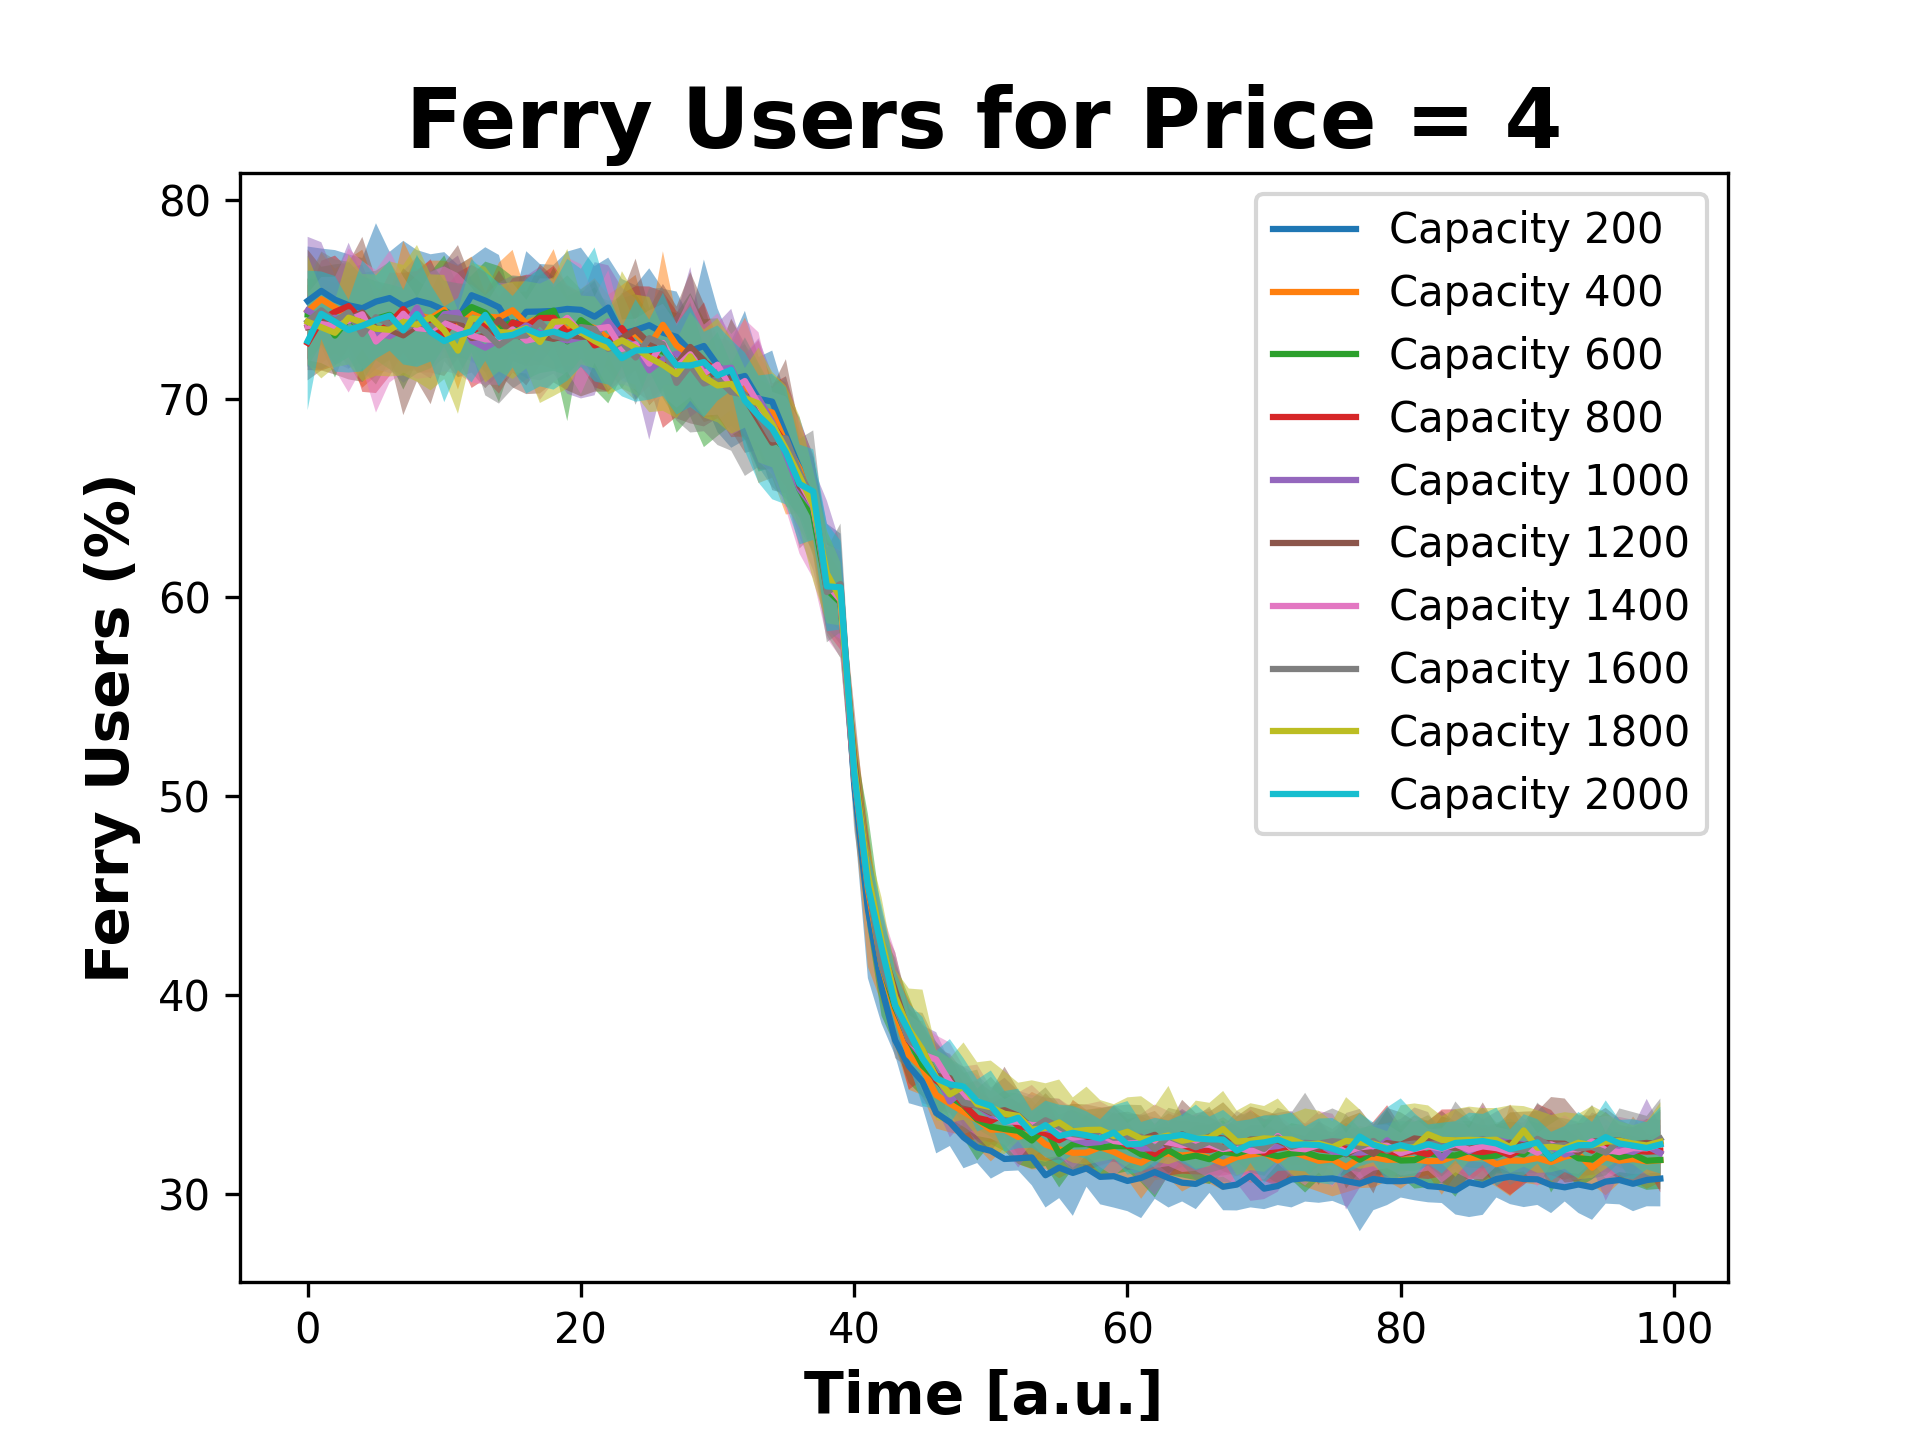 Ferry Users for Price = 4
Ferry Users (%)
80
70
60
50
40
30
Capacity 200
Capacity 400
Capacity 600
Capacity 800
Capacity 1000
Capacity 1200
Capacity 1400
Capacity 1600
Capacity 1800
Capacity 2000
0 20 40 60 80 100
Time [a.u.]